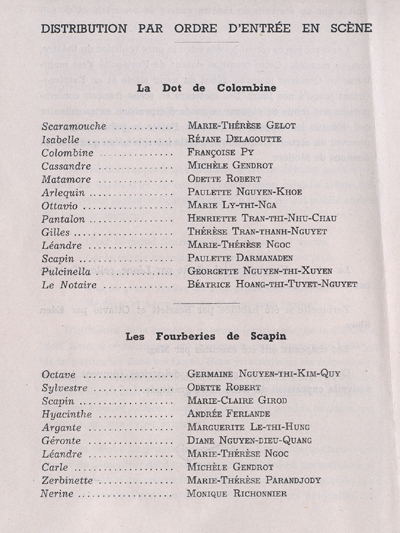 DISTRIBUTION PAR ORDRE D'ENTRÉE EN SCÈNE
La Dot de Colombine
Scaramouche ............ MARIE-THÉRÈSE GELOT
Isabelle .................. RÉJANE DELAGOUTTE
Colombine ............... FRANÇOISE PY
Cassandre ............... MICHÈLE GENDROT
Matamore ............... ODETTE ROBERT
Arlequin .................. PAULETTE NGUYEN-KHOE
Ottavio .................. MARIE LY-THI-NGA
Pantalon .................. HENRIETTE TRAN-THI-NHU-CHAU
Gilles ..................... THÉRÈSE TRAN-THANH-NGUYET
Léandre .................. MARIE-THÉRÈSE NGOC
Scapin ..................... PAULETTE DARMANADEN
Pulcinella ............... GEORGETTE NGUYEN-THI-XUYEN
Le Notaire ............... BÉATRICE HOANG-THI-TUYET-NGUYET
Les Fourberies de Scapin
Octave ..................... GERMAINE NGUYEN-THI-KIM-QUY
Sylvestre .................. ODETTE ROBERT
Scapin ..................... MARIE-CLAIRE GIROD
Hyacinthe ............... ANDRÉE FERLANDE
Argante .................. MARGUERITE LE-THI-HUNG
Géronte .................. DIANE NGUYEN-DIEU-QUANG
Léandre .................. MARIE-THÉRÈSE NGOC
Carle ..................... MICHÈLE GENDROT
Zerbinette ............... MARIE-THÉRÈSE PARANDJODY
Nerine ..................... MONIQUE RICHONNIER